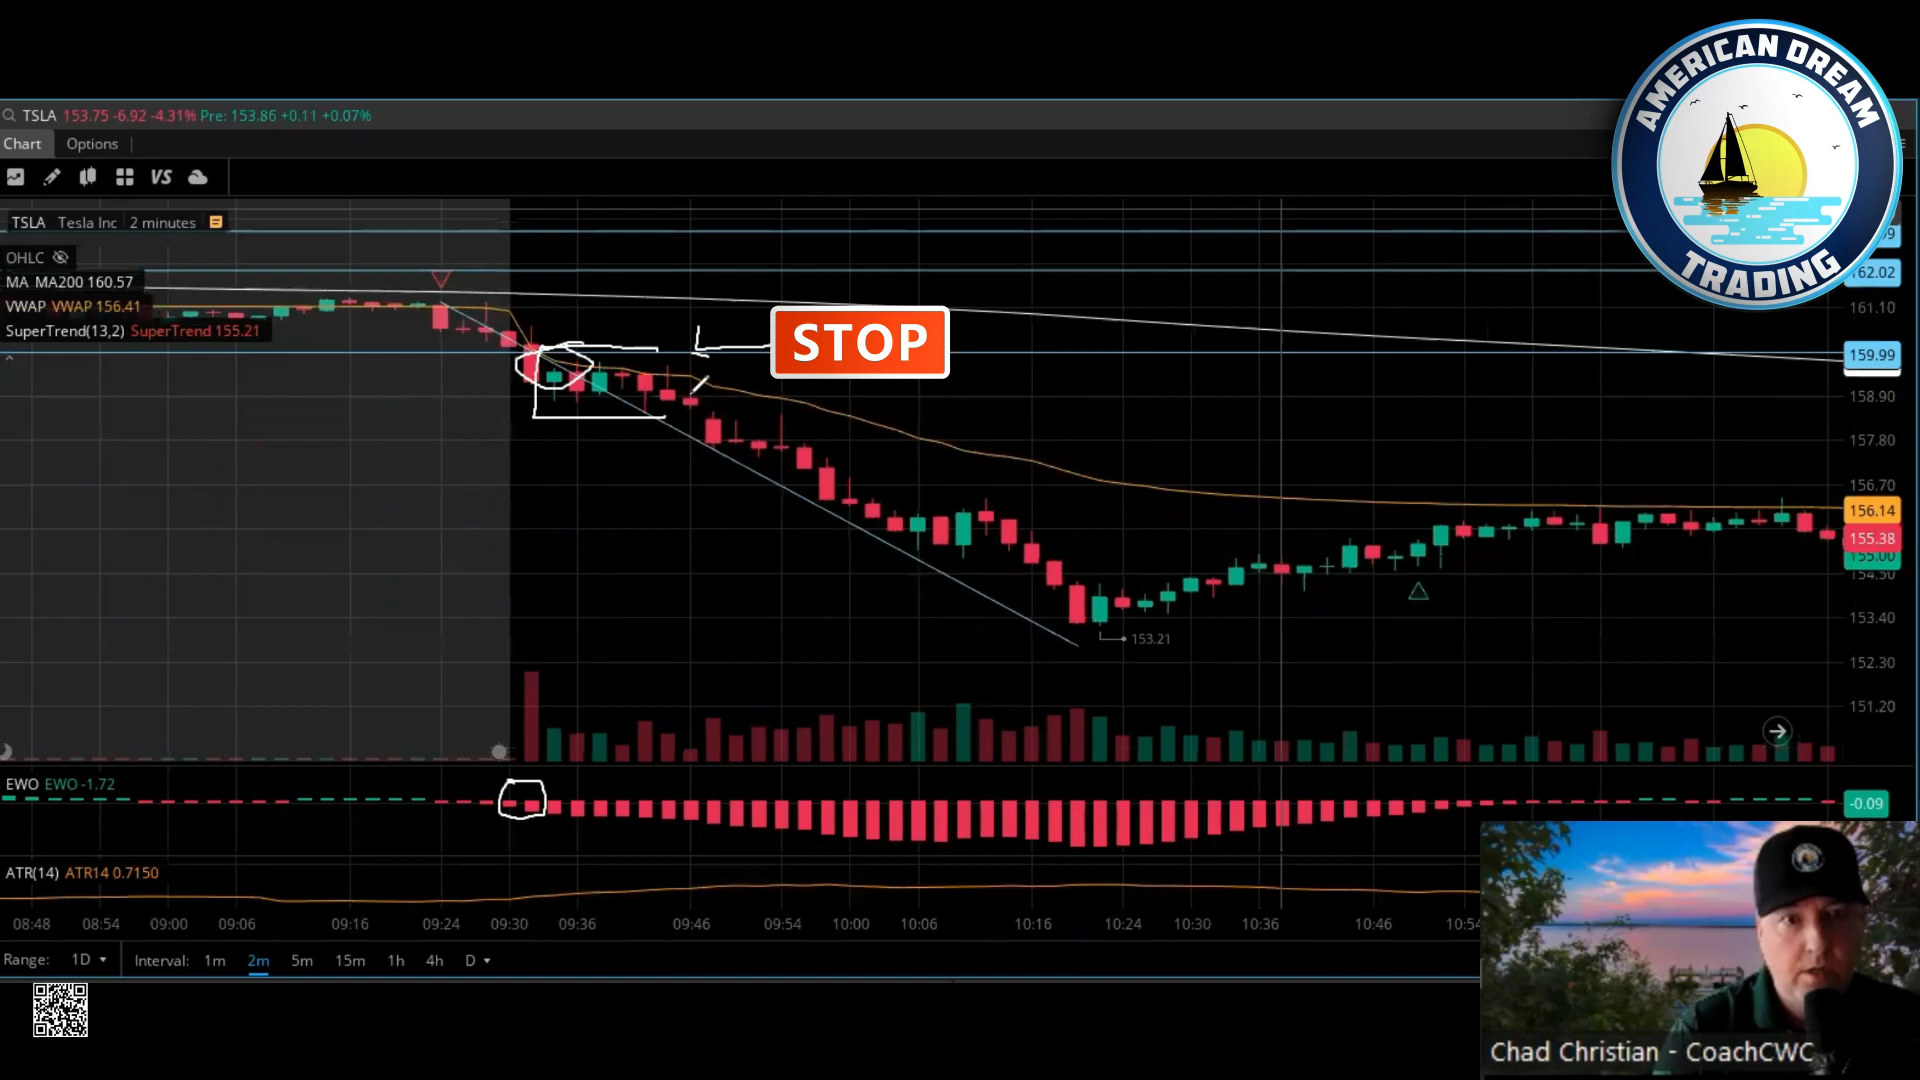 AMERICAN DREAM
TRADING
TSLA 153.75 -6.92 -4.31% Pre: 153.86 +0.11 +0.07%
Chart Options
VS
TSLA Tesla Inc 2 minutes
OHLC
MA MA200 160.57
VWAP VWAP 156.41
SuperTrend(13,2) SuperTrend 155.21
STOP
162.02
161.10
159.99
158.90
157.80
156.70
156.14
155.38
155.00
154.50
153.40
152.30
151.20
153.21
EWO EWO -1.72
-0.09
ATR(14) ATR14 0.7150
08:48 08:54 09:00 09:06 09:16 09:24 09:30 09:36 09:46 09:54 10:00 10:06 10:16 10:24 10:30 10:36 10:46 10:54
Range: 1D Interval: 1m 2m 5m 15m 1h 4h D
Chad Christian - CoachCWC